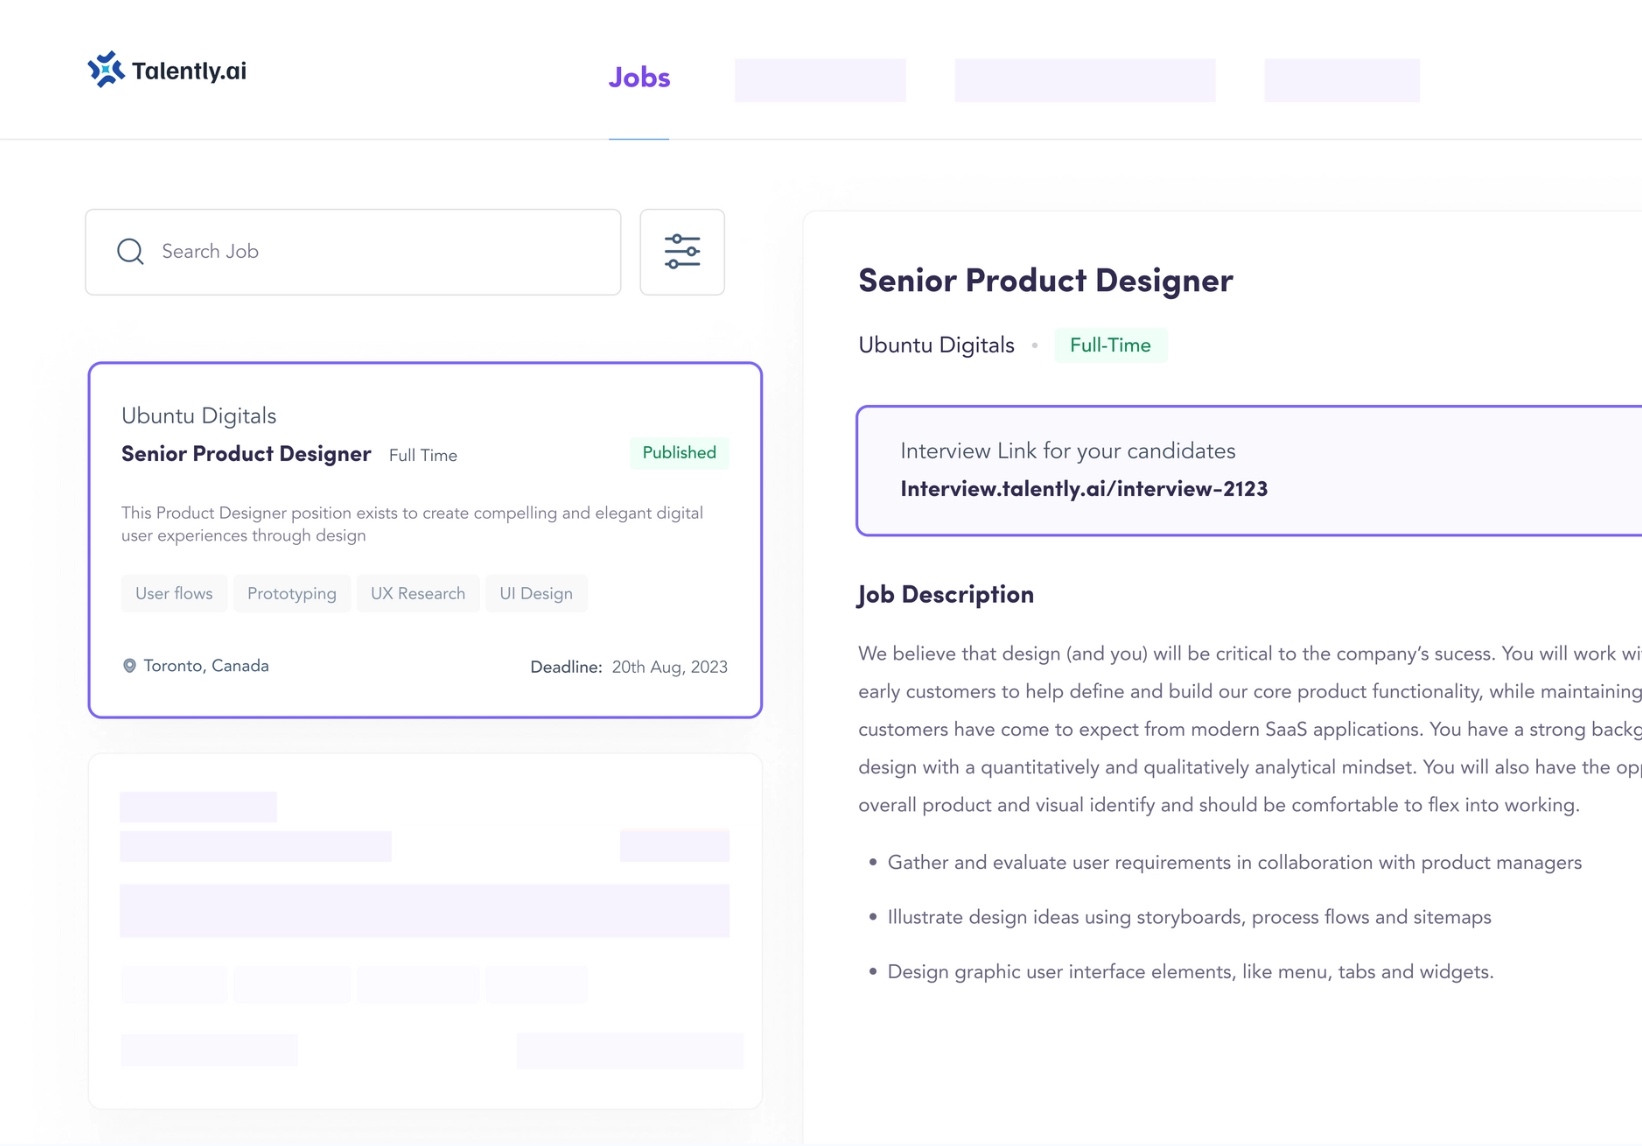 Talently.ai
Jobs
Search Job
Ubuntu Digitals
Senior Product Designer Full Time
Published
This Product Designer position exists to create compelling and elegant digital
user experiences through design
User flows
Prototyping
UX Research
UI Design
Toronto, Canada
Deadline: 20th Aug, 2023
Senior Product Designer
Ubuntu Digitals • Full-Time
Interview Link for your candidates
Interview.talently.ai/interview-2123
Job Description
We believe that design (and you) will be critical to the company’s sucess. You will work
early customers to help define and build our core product functionality, while maintaining
customers have come to expect from modern SaaS applications. You have a strong
design with a quantitatively and qualitatively analytical mindset. You will also have the
overall product and visual identify and should be comfortable to flex into working.
• Gather and evaluate user requirements in collaboration with product managers
• Illustrate design ideas using storyboards, process flows and sitemaps
• Design graphic user interface elements, like menu, tabs and widgets.